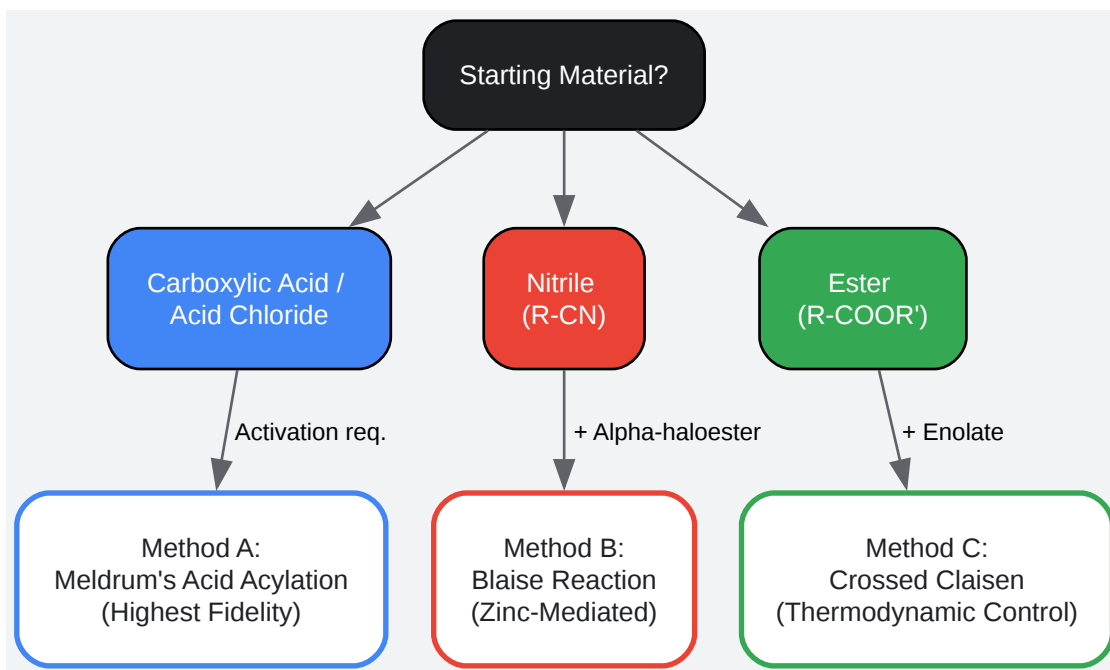 Starting Material?
Carboxylic Acid /
Acid Chloride
Nitrile
(R-CN)
Ester
(R-COOR')
Activation req.
+ Alpha-haloester
+ Enolate
Method A:
Meldrum's Acid Acylation
(Highest Fidelity)
Method B:
Blaise Reaction
(Zinc-Mediated)
Method C:
Crossed Claisen
(Thermodynamic Control)